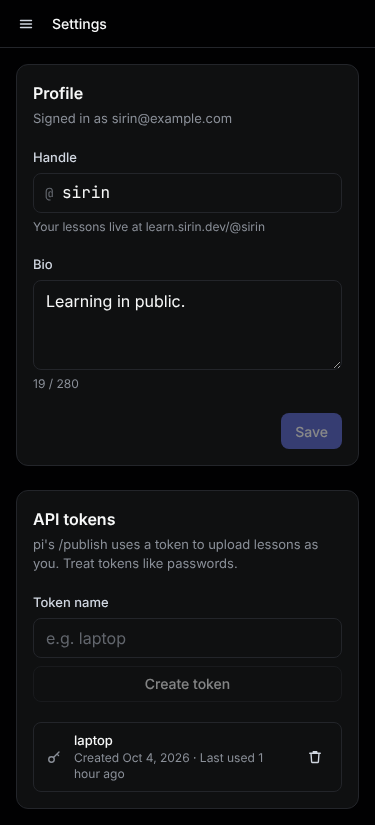 Settings
Profile
Signed in as sirin@example.com
Handle
@ sirin
Your lessons live at learn.sirin.dev/@sirin
Bio
Learning in public.
19 / 280
Save
API tokens
pi's /publish uses a token to upload lessons as
you. Treat tokens like passwords.
Token name
e.g. laptop
Create token
laptop
Created Oct 4, 2026 · Last used 1
hour ago